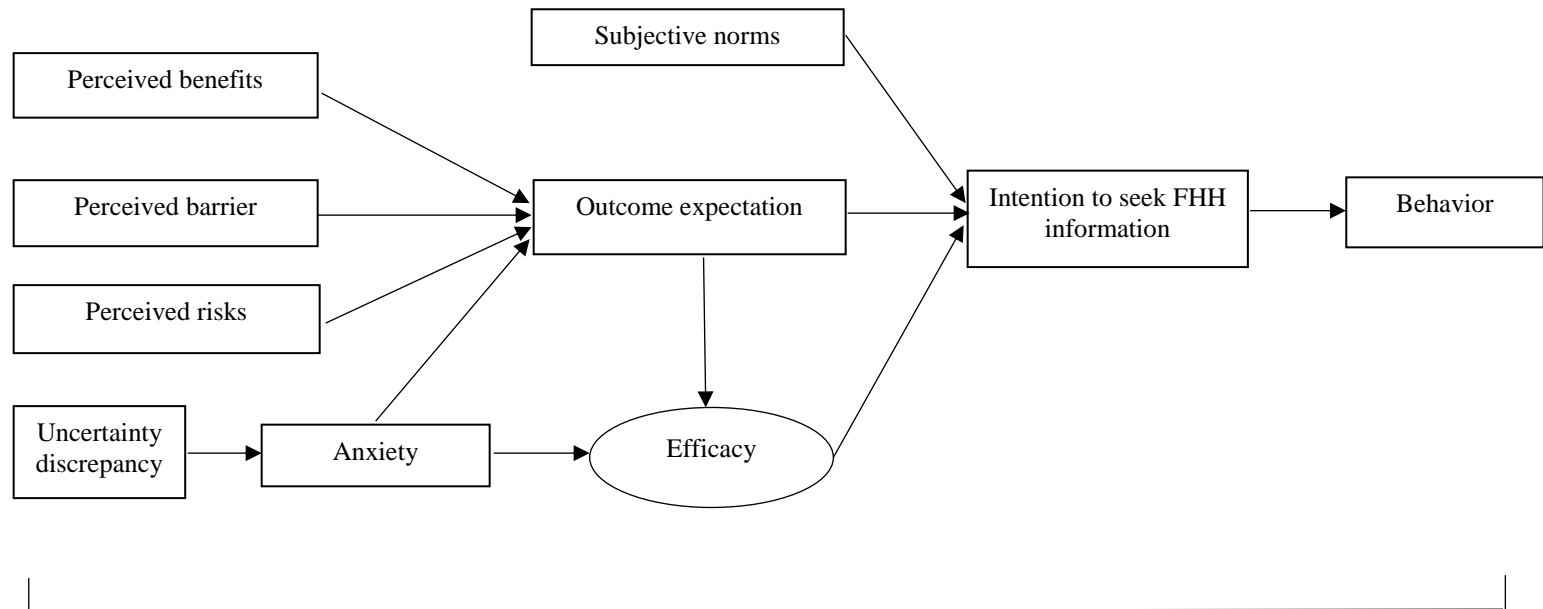 Subjective norms
Perceived benefits
Perceived barrier
Outcome expectation
Intention to seek FHH
information
Behavior
Perceived risks
Uncertainty
discrepancy
Anxiety
Efficacy